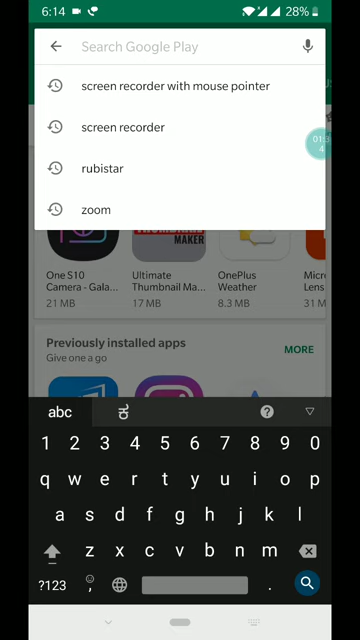 6:14
28%
Search Google Play
screen recorder with mouse pointer
screen recorder
rubistar
zoom
MAKER
One S10
Camera - Gala...
21 MB
Ultimate
Thumbnail Ma...
17 MB
OnePlus
Weather
8.3 MB
Micro
Lens
31 M
Previously installed apps
Give one a go
MORE
abc
1 2 3 4 5 6 7 8 9 0
q w e r t y u i o p
a s d f g h j k l
z x c v b n m
?123 , .